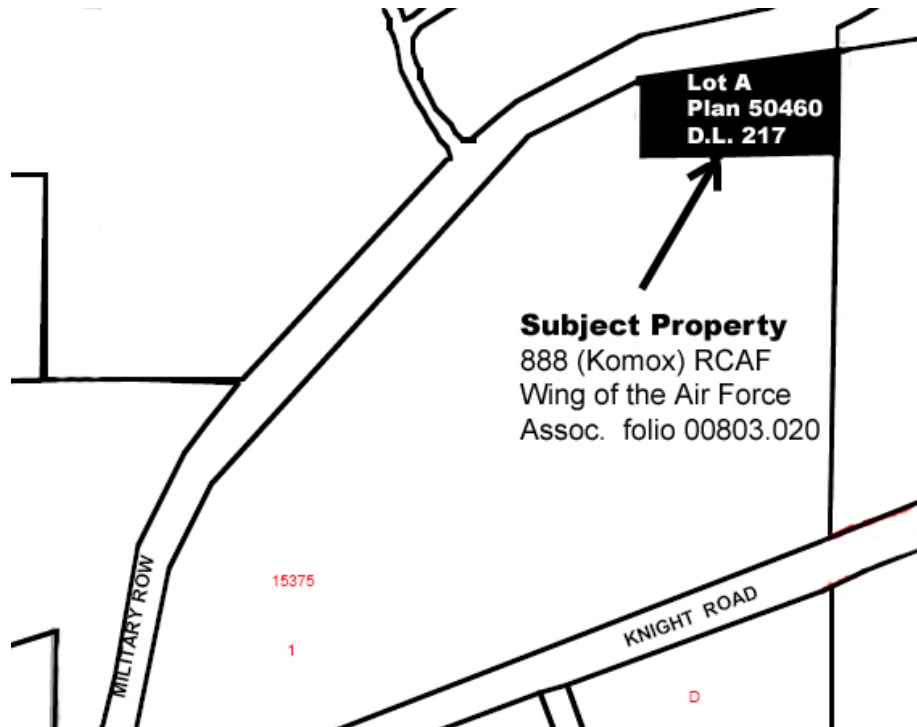 Lot A
Plan 50460
D.L. 217
Subject Property
888 (Komox) RCAF
Wing of the Air Force
Assoc. folio 00803.020
15375
1
MILITARY ROW
KNIGHT ROAD
D